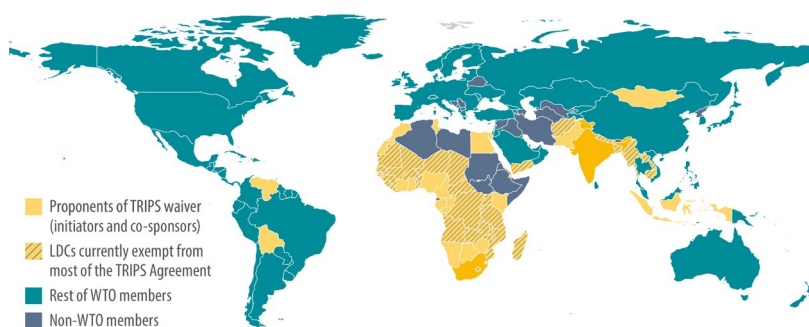 Proponents of TRIPS waiver
(initiators and co-sponsors)
LDCs currently exempt from
most of the TRIPS Agreement
Rest of WTO members
Non-WTO members